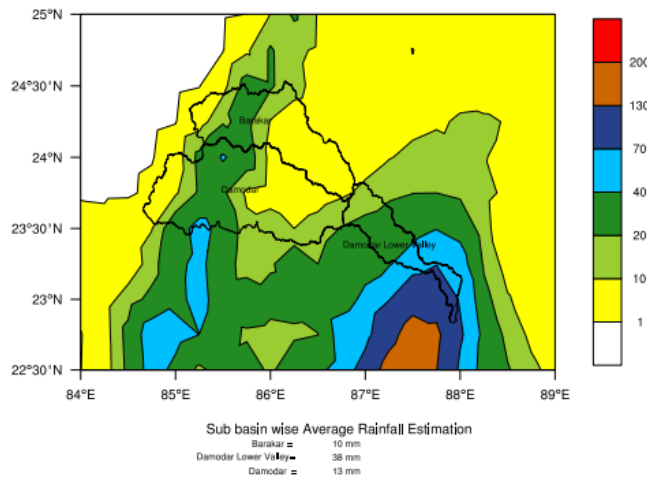 25°N
24°30'N
24°N
23°30'N
23°N
22°30'N
84°E 85°E 86°E 87°E 88°E 89°E
Barakar
Damodar
Damodar Lower Valley
200
130
70
40
20
10
1
Sub basin wise Average Rainfall Estimation
Barakar = 10 mm
Damodar Lower Valley= 38 mm
Damodar = 13 mm